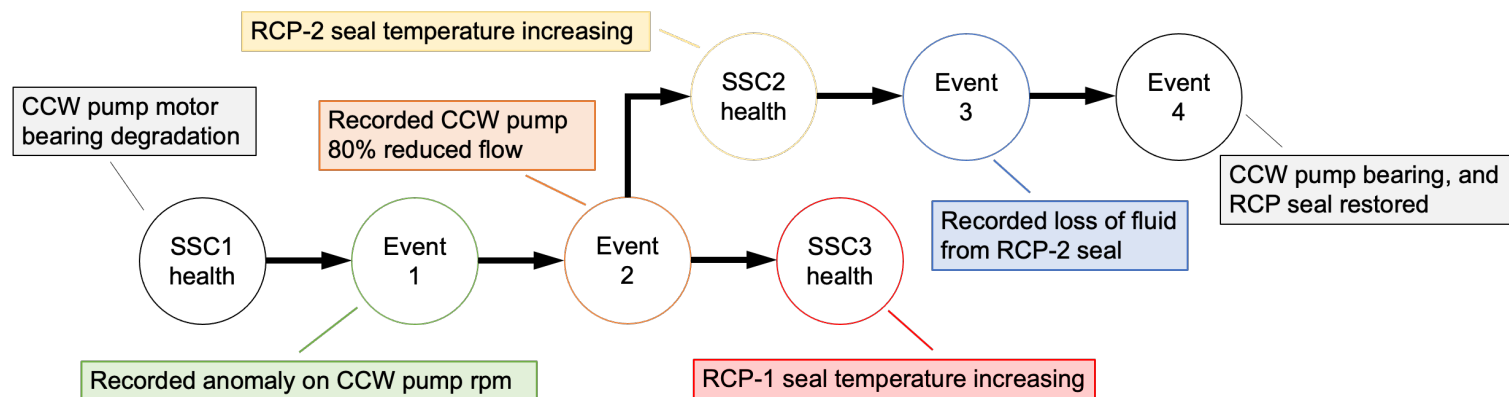 RCP-2 seal temperature increasing
SSC2
health
Event
3
Event
4
CCW pump motor
bearing degradation
Recorded CCW pump
80% reduced flow
CCW pump bearing, and
RCP seal restored
Recorded loss of fluid
from RCP-2 seal
SSC1
health
Event
1
Event
2
SSC3
health
Recorded anomaly on CCW pump rpm
RCP-1 seal temperature increasing